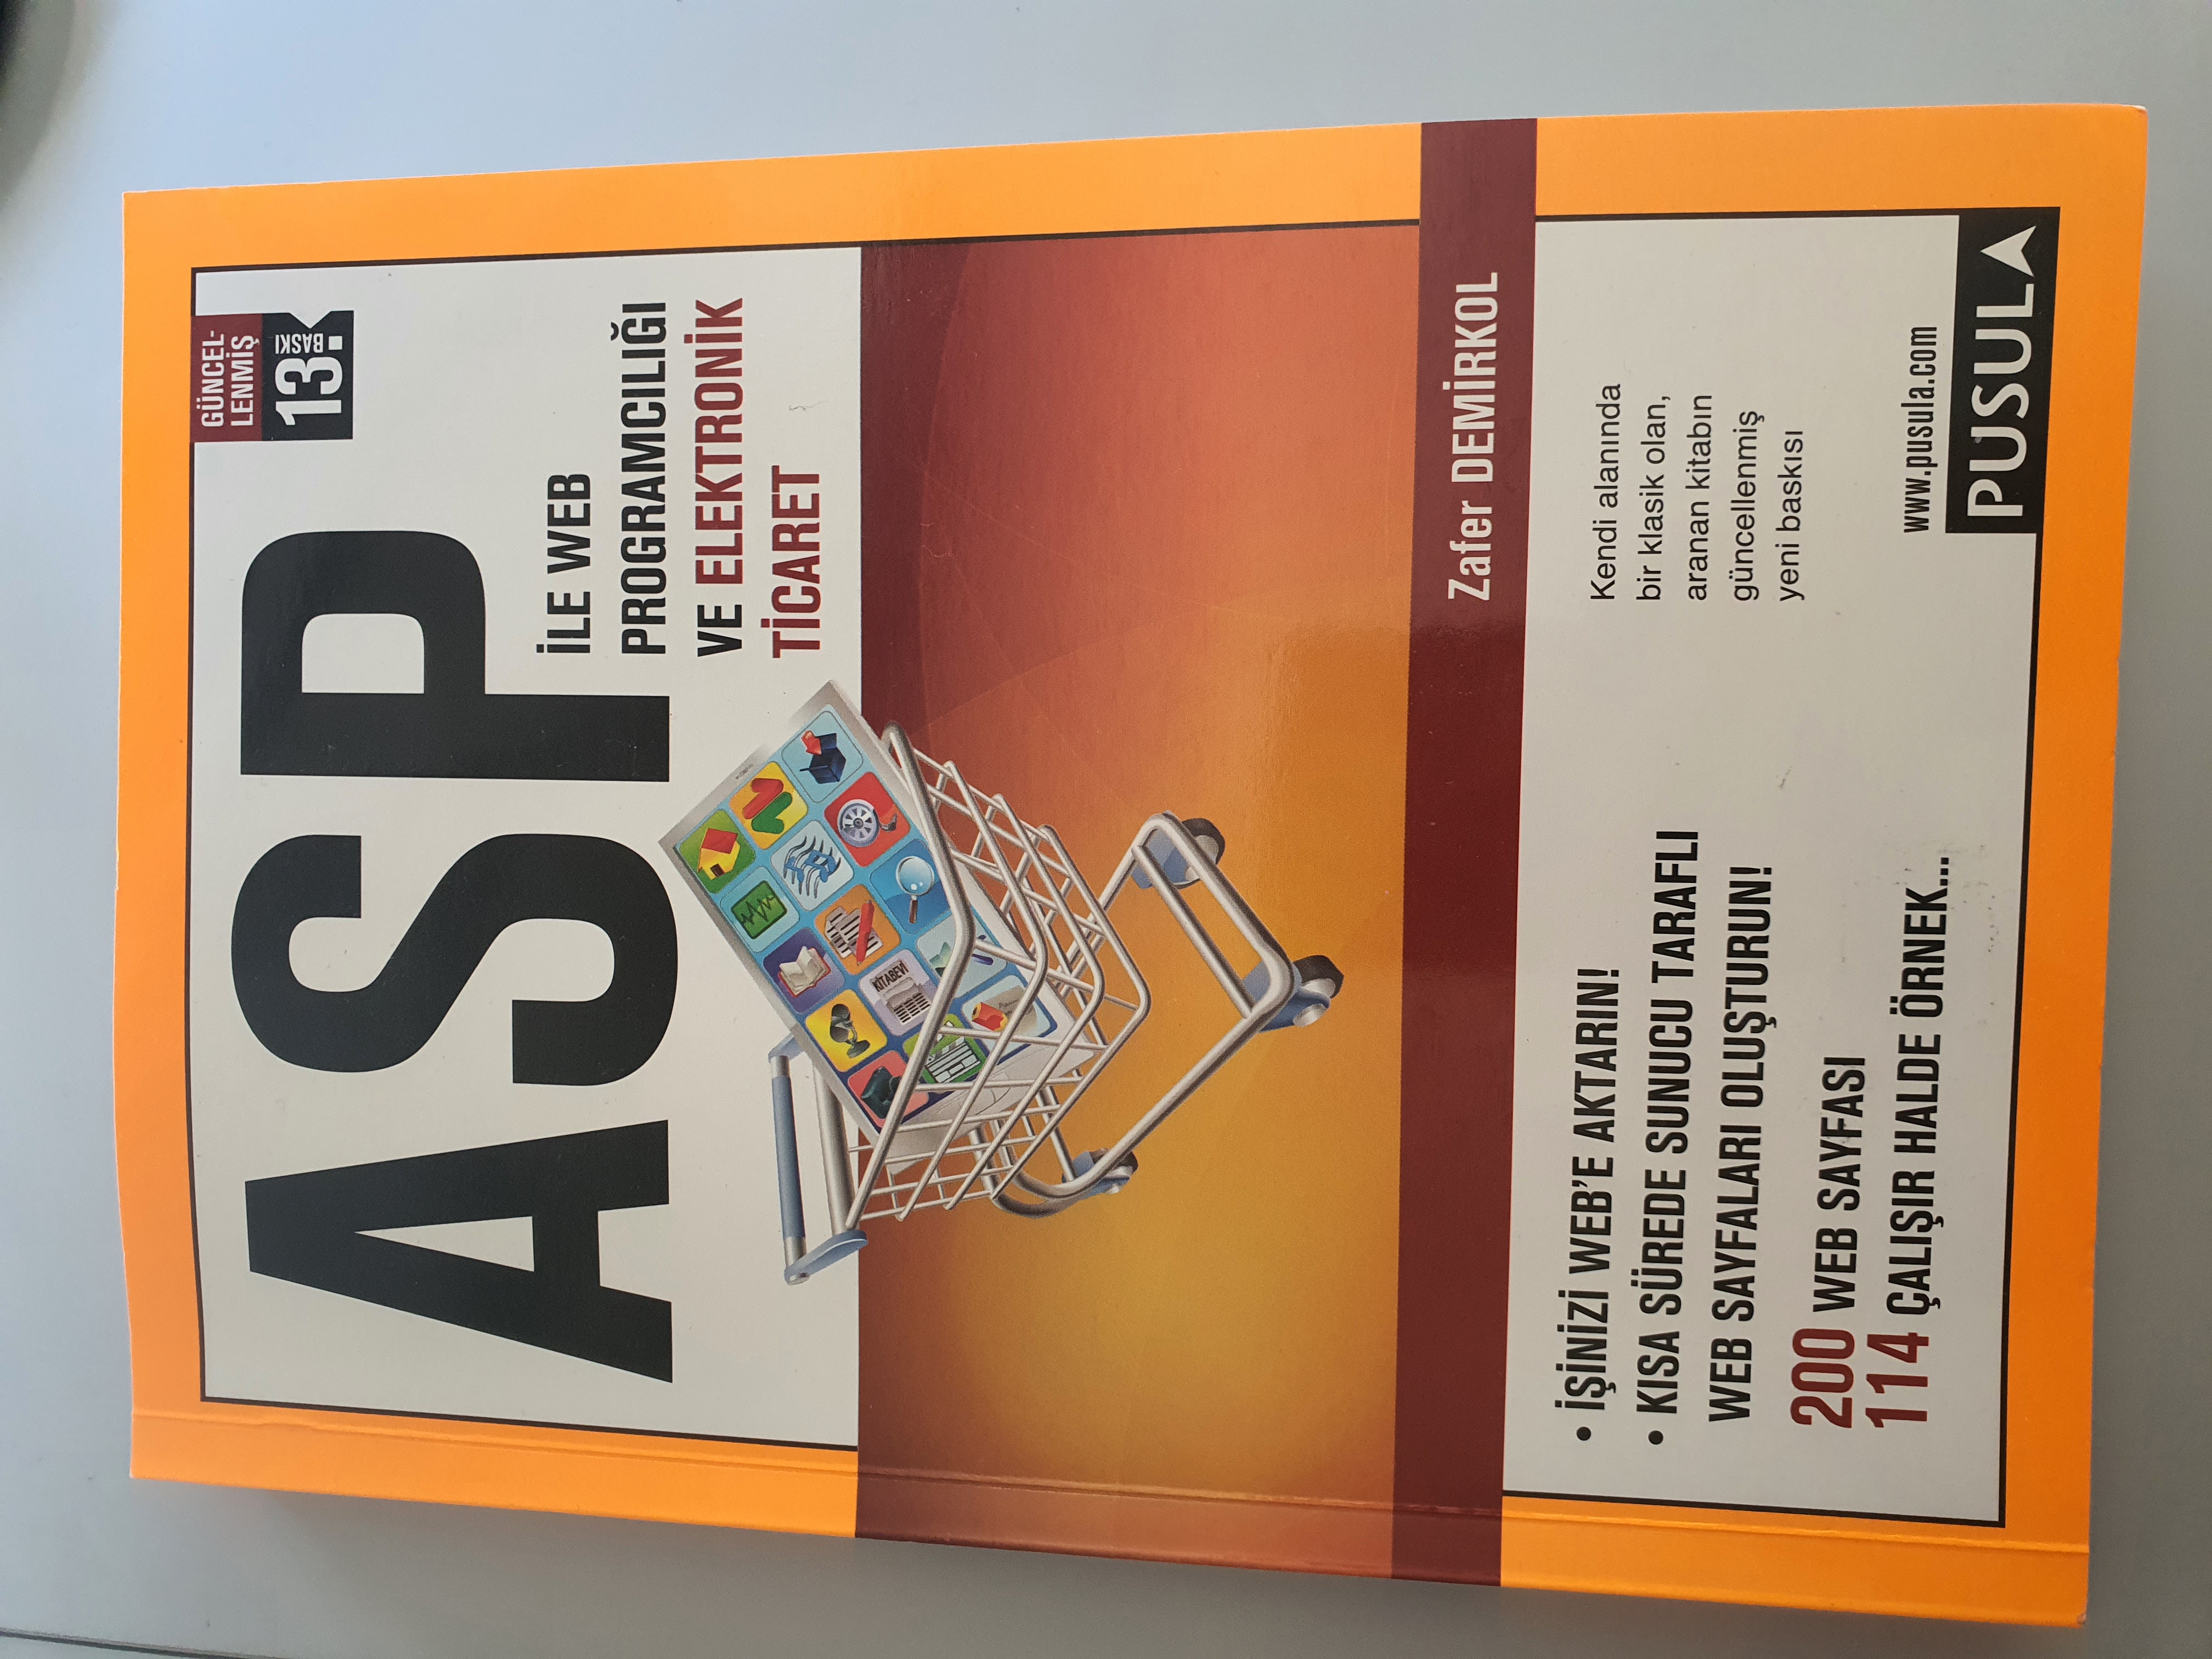 ASP
GÜNCEL-
LENMİŞ
13. BASKI
İLE WEB
PROGRAMCILIĞI
VE ELEKTRONİK
TİCARET
KİTABEVİ
Zafer DEMİRKOL
• İŞİNİZİ WEB'E AKTARIN!
• KISA SÜREDE SUNUCU TARAFLI
WEB SAYFALARI OLUŞTURUN!
200 WEB SAYFASI
114 ÇALIŞIR HALDE ÖRNEK...
Kendi alanında
bir klasik olan,
aranan kitabın
güncellenmiş
yeni baskısı
www.pusula.com
PUSULA